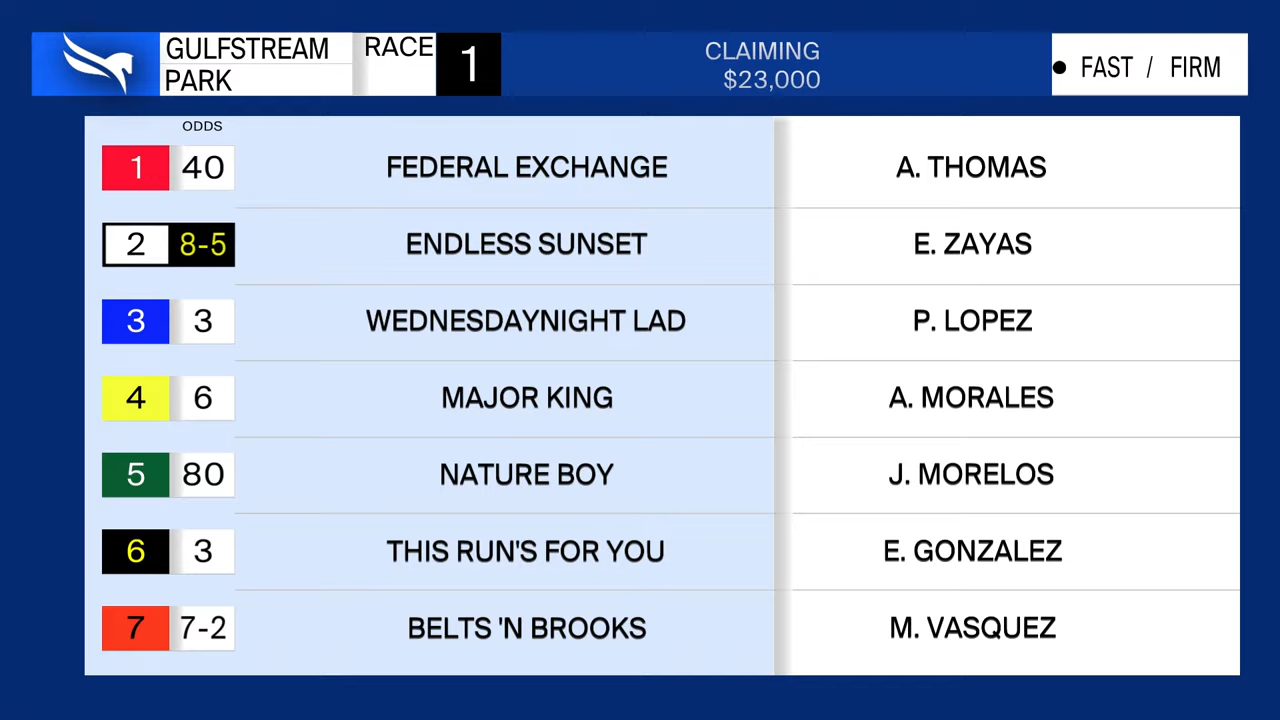 GULFSTREAM
PARK
RACE
1
CLAIMING
$23,000
● FAST / FIRM
ODDS
1 40 FEDERAL EXCHANGE A. THOMAS
2 8-5 ENDLESS SUNSET E. ZAYAS
3 3 WEDNESDAYNIGHT LAD P. LOPEZ
4 6 MAJOR KING A. MORALES
5 80 NATURE BOY J. MORELOS
6 3 THIS RUN'S FOR YOU E. GONZALEZ
7 7-2 BELTS 'N BROOKS M. VASQUEZ